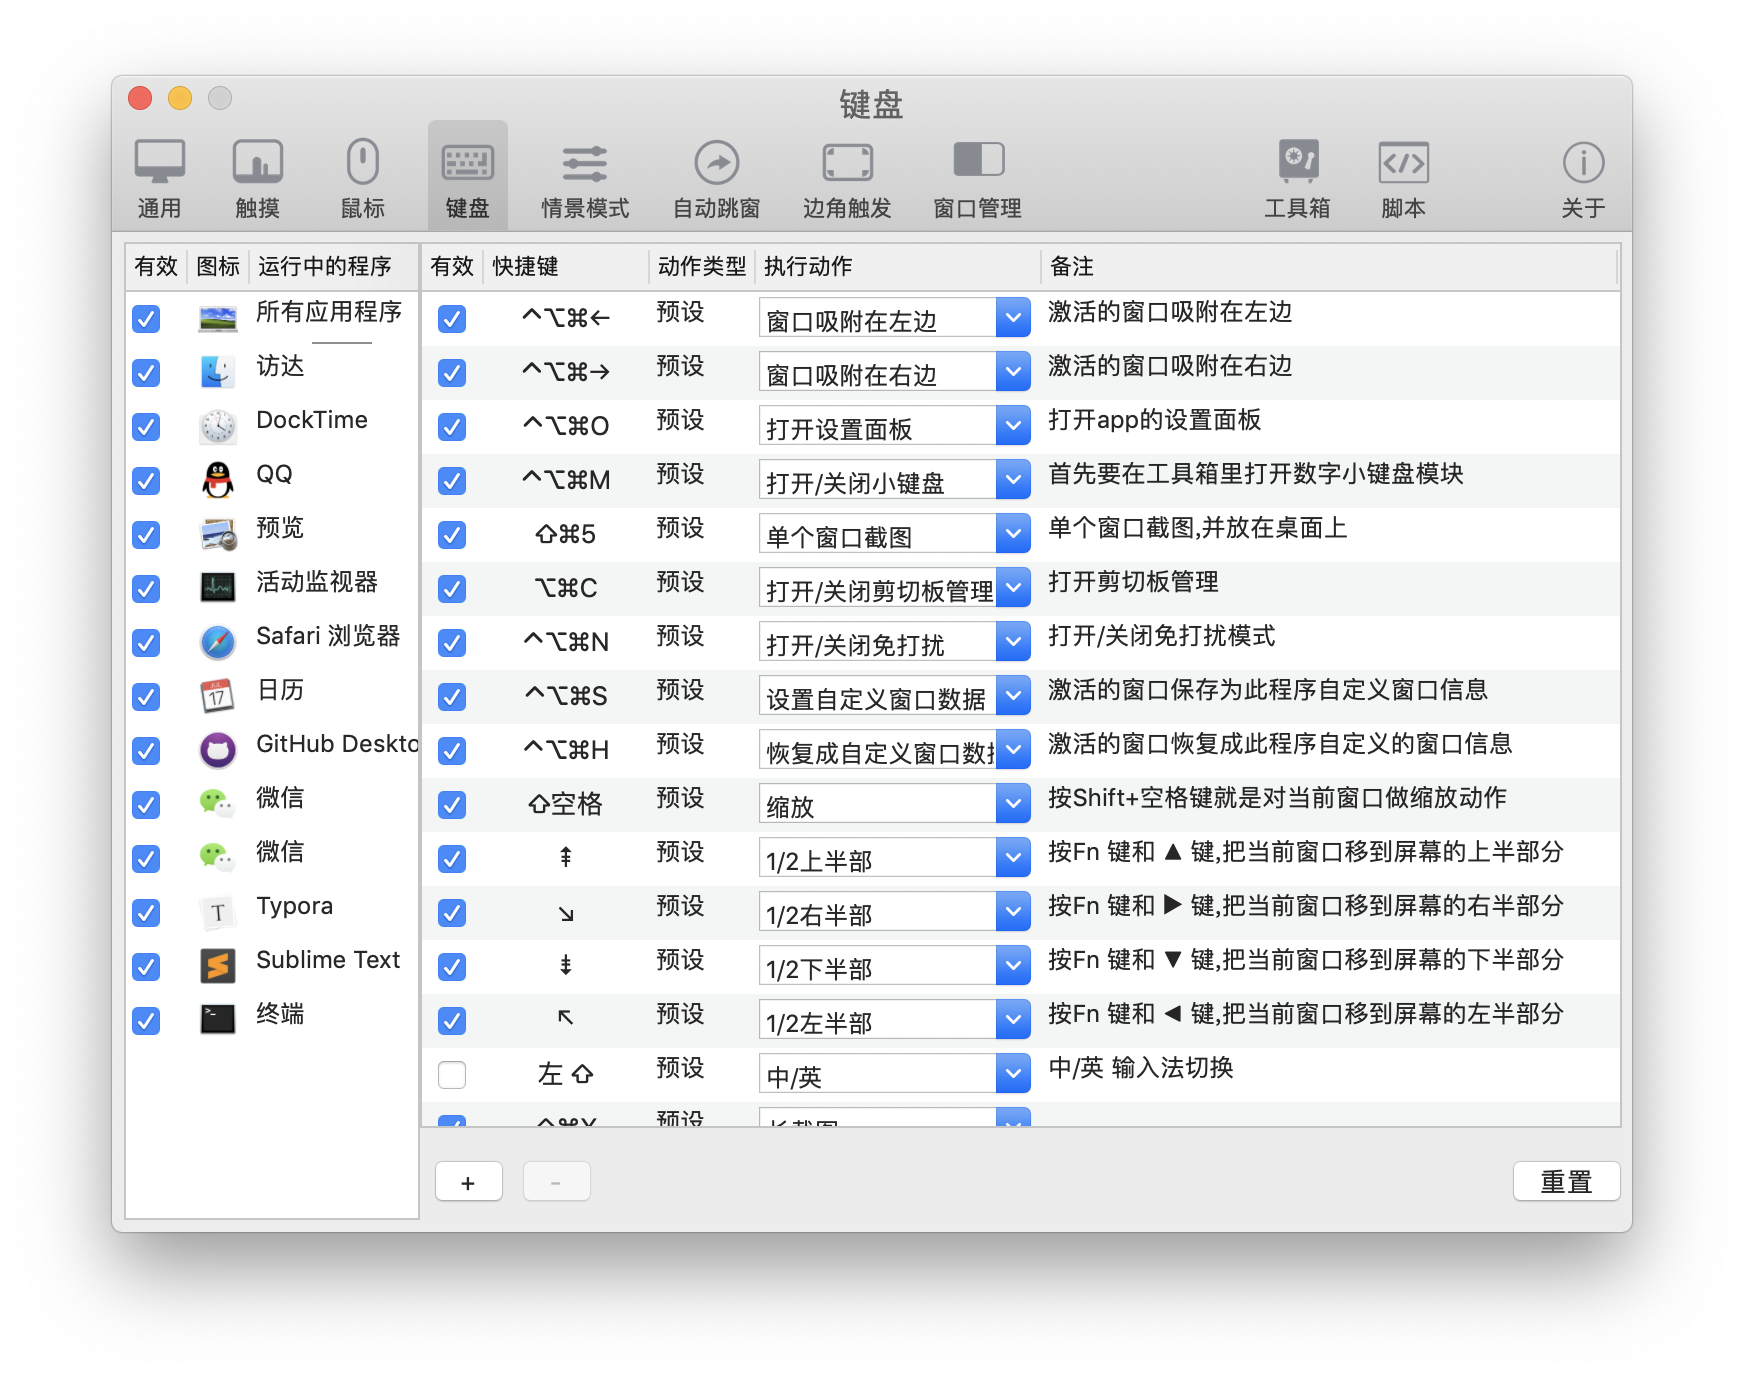 键盘
通用 触摸 鼠标 键盘 情景模式 自动跳窗 边角触发 窗口管理 工具箱 脚本 关于
有效 图标 运行中的程序
所有应用程序
访达
DockTime
QQ
预览
活动监视器
Safari 浏览器
日历
GitHub Deskto
微信
微信
Typora
Sublime Text
终端
有效 快捷键 动作类型 执行动作 备注
^⌥⌘← 预设 窗口吸附在左边 激活的窗口吸附在左边
^⌥⌘→ 预设 窗口吸附在右边 激活的窗口吸附在右边
^⌥⌘O 预设 打开设置面板 打开app的设置面板
^⌥⌘M 预设 打开/关闭小键盘 首先要在工具箱里打开数字小键盘模块
⇧⌘5 预设 单个窗口截图 单个窗口截图,并放在桌面上
⌥⌘C 预设 打开/关闭剪切板管理 打开剪切板管理
^⌥⌘N 预设 打开/关闭免打扰 打开/关闭免打扰模式
^⌥⌘S 预设 设置自定义窗口数据 激活的窗口保存为此程序自定义窗口信息
^⌥⌘H 预设 恢复成自定义窗口数 激活的窗口恢复成此程序自定义的窗口信息
⇧空格 预设 缩放 按Shift+空格键就是对当前窗口做缩放动作
⇞ 预设 1/2上半部 按Fn 键和 ▲ 键,把当前窗口移到屏幕的上半部分
↘ 预设 1/2右半部 按Fn 键和 ▶ 键,把当前窗口移到屏幕的右半部分
⇟ 预设 1/2下半部 按Fn 键和 ▼ 键,把当前窗口移到屏幕的下半部分
↖ 预设 1/2左半部 按Fn 键和 ◀ 键,把当前窗口移到屏幕的左半部分
左 ⇧ 预设 中/英 中/英 输入法切换
预设
+ - 重置